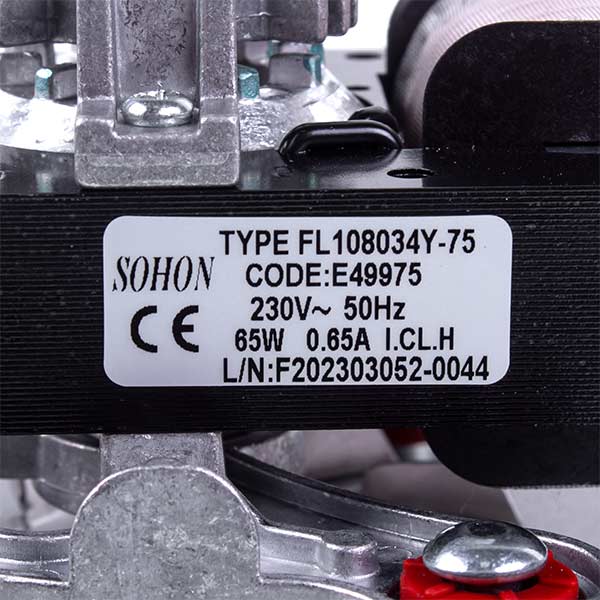 SOHON
TYPE FL108034Y-75
CODE:E49975
230V~ 50Hz
CE
65W 0.65A I.CL.H
L/N:F202303052-0044